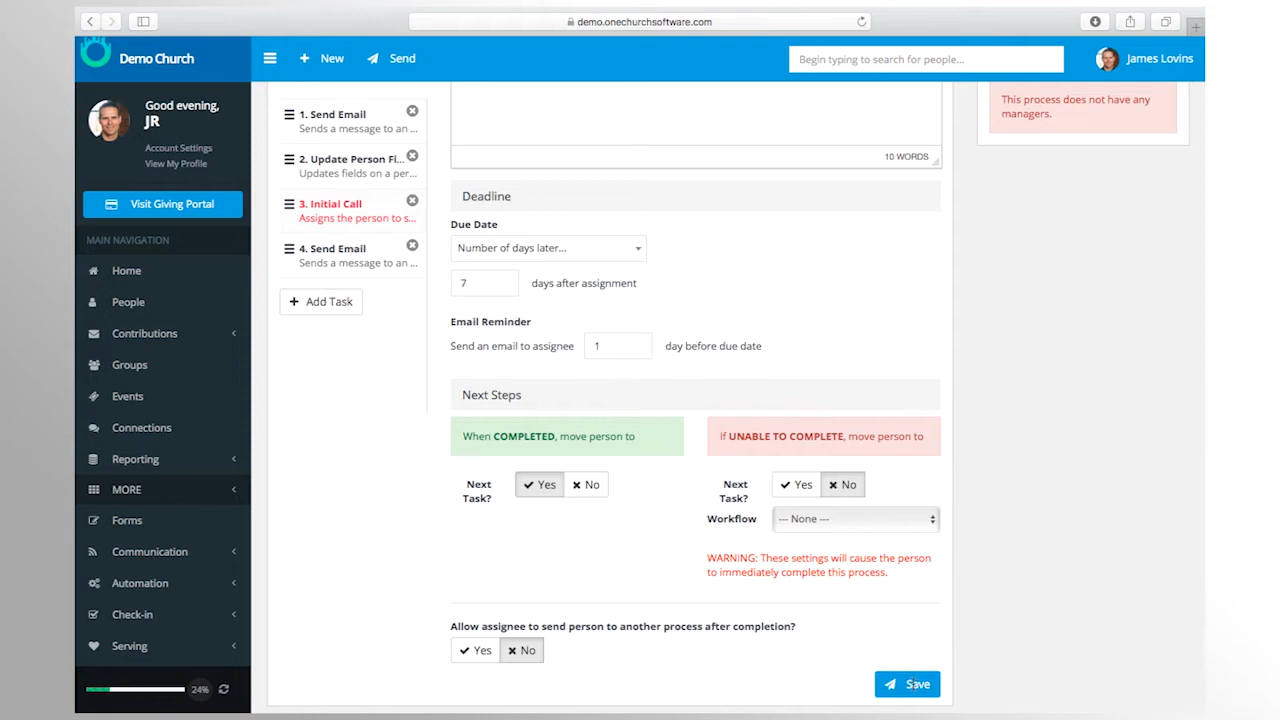 demo.onechurchsoftware.com
Demo Church
New
Send
Begin typing to search for people...
James Lovins
Good evening,
JR
Account Settings
View My Profile
Visit Giving Portal
MAIN NAVIGATION
Home
People
Contributions
Groups
Events
Connections
Reporting
MORE
Forms
Communication
Automation
Check-in
Serving
24%
1. Send Email
Sends a message to an ...
2. Update Person Fi...
Updates fields on a per...
3. Initial Call
Assigns the person to s...
4. Send Email
Sends a message to an ...
Add Task
10 WORDS
Deadline
Due Date
Number of days later...
7 days after assignment
Email Reminder
Send an email to assignee 1 day before due date
Next Steps
When COMPLETED, move person to
Next Yes No
Task?
If UNABLE TO COMPLETE, move person to
Next Yes No
Task?
Workflow --- None ---
WARNING: These settings will cause the person
to immediately complete this process.
Allow assignee to send person to another process after completion?
Yes No
Save
This process does not have any
managers.